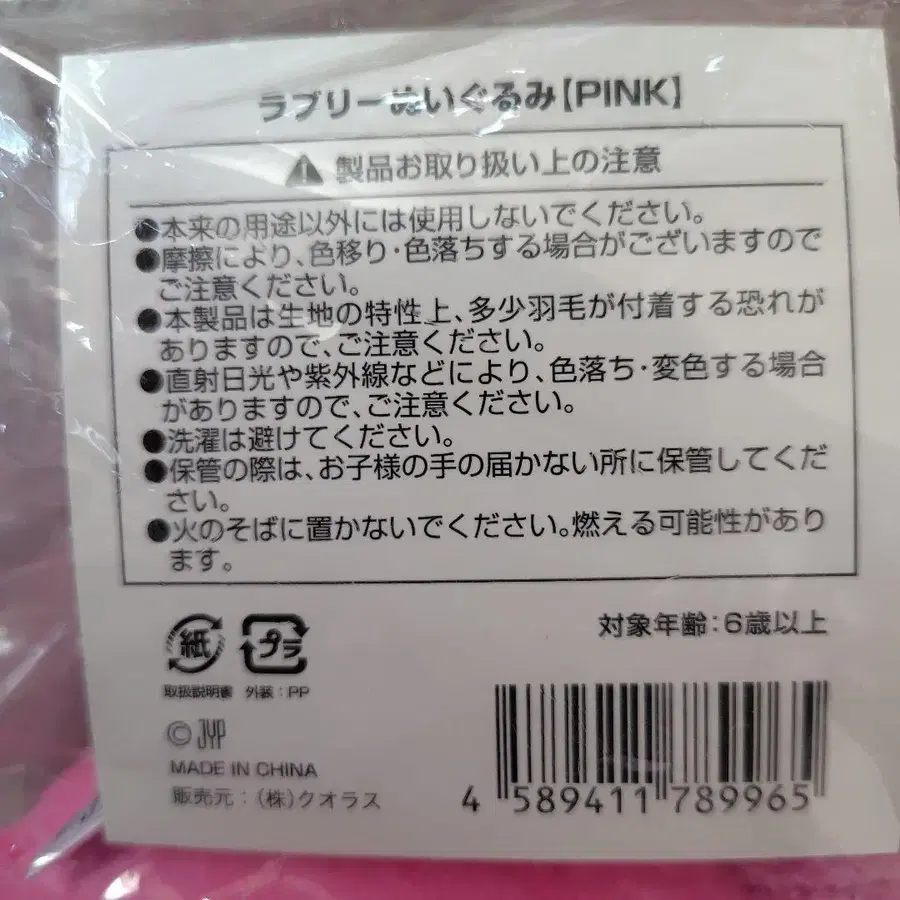 ラブリーぬいぐるみ【PINK】
製品お取り扱い上の注意
●本来の用途以外には使用しないでください。
●摩擦により、色移り・色落ちする場合がございますので
ご注意ください。
●本製品は生地の特性上、多少羽毛が付着する恐れが
ありますので、ご注意ください。
●直射日光や紫外線などにより、色落ち・変色する場合
がありますので、ご注意ください。
●洗濯は避けてください。
●保管の際は、お子様の手の届かない所に保管してくだ
さい。
●火のそばに置かないでください。燃える可能性があり
ます。
対象年齢:6歳以上
紙 プラ
取扱説明書 外装:PP
© JYP
MADE IN CHINA
販売元:(株)クオラス
4 589411 789965